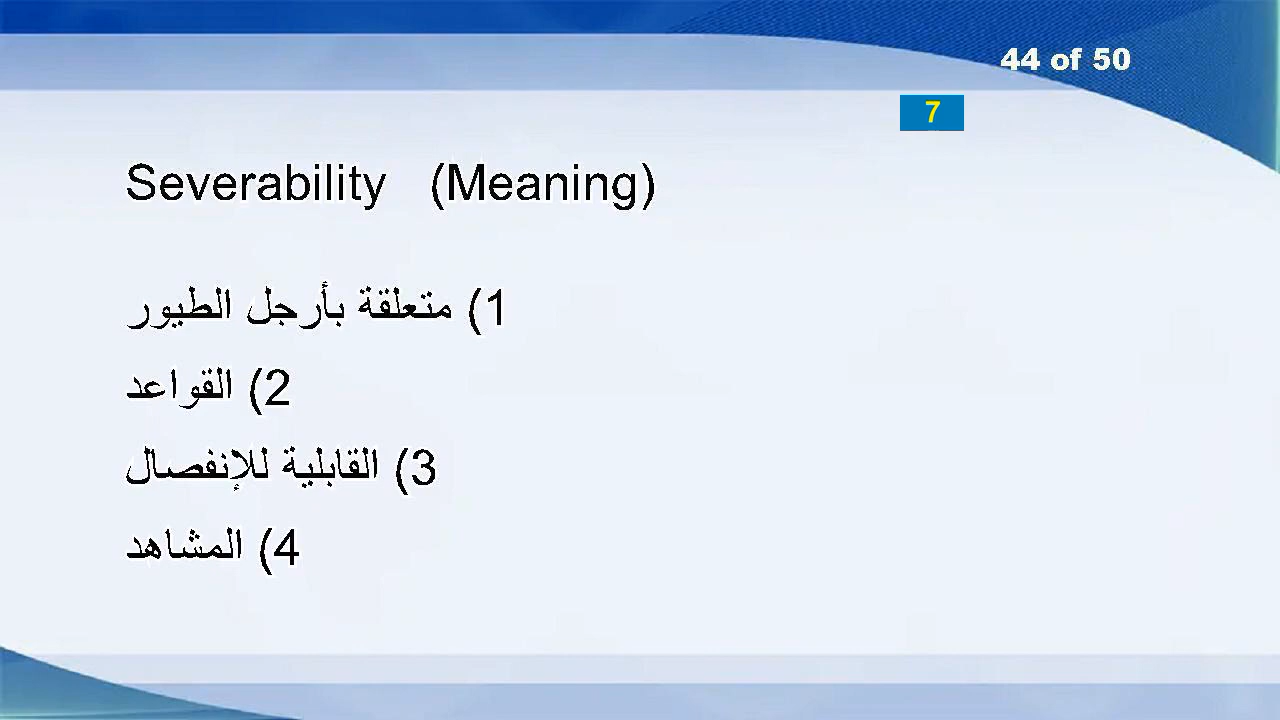 44 of 50
7
Severability (Meaning)
1) متعلقة بأرجل الطيور
2) القواعد
3) القابلية للإنفصال
4) المشاهد